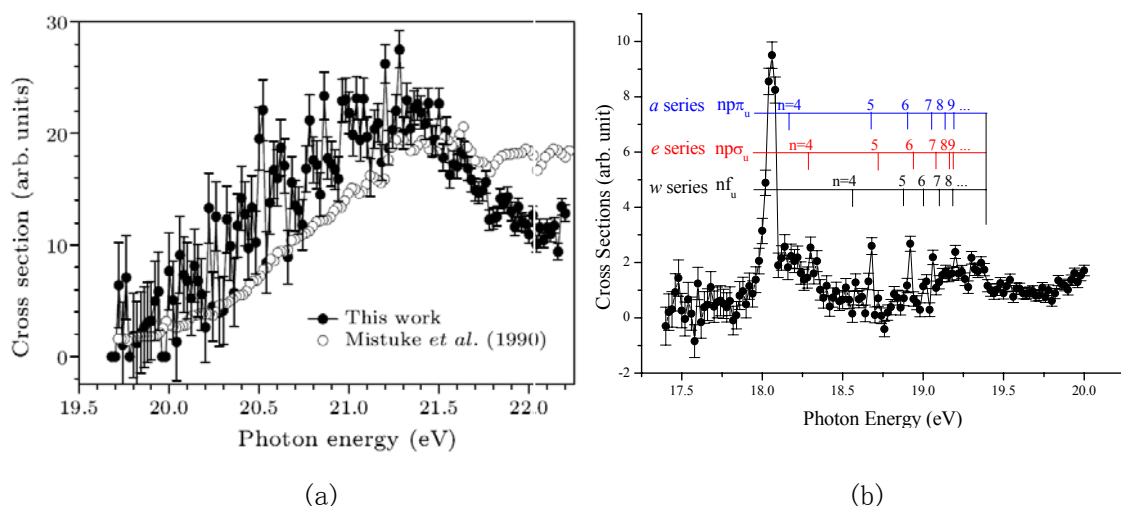 Cross section (arb. units)
30
20
10
0
This work
Mistuke et al. (1990)
19.5 20.0 20.5 21.0 21.5 22.0
Photon energy (eV)
(a)
Cross Sections (arb. unit)
10
8
6
4
2
0
-2
a series npπu n=4 5 6 7 8 9 ...
e series npσu n=4 5 6 7 8 9 ...
w series nfu n=4 5 6 7 8 ...
17.5 18.0 18.5 19.0 19.5 20.0
Photon Energy (eV)
(b)